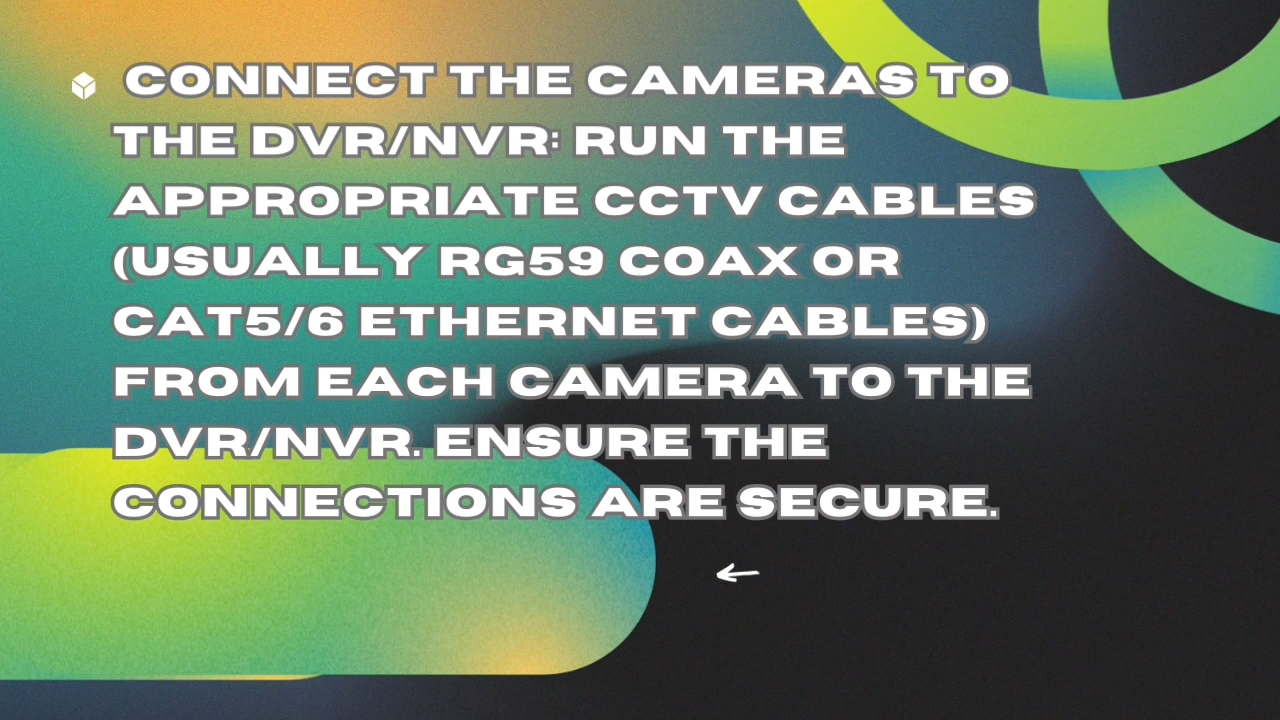 CONNECT THE CAMERAS TO
THE DVR/NVR: RUN THE
APPROPRIATE CCTV CABLES
(USUALLY RG59 COAX OR
CAT5/6 ETHERNET CABLES)
FROM EACH CAMERA TO THE
DVR/NVR. ENSURE THE
CONNECTIONS ARE SECURE.